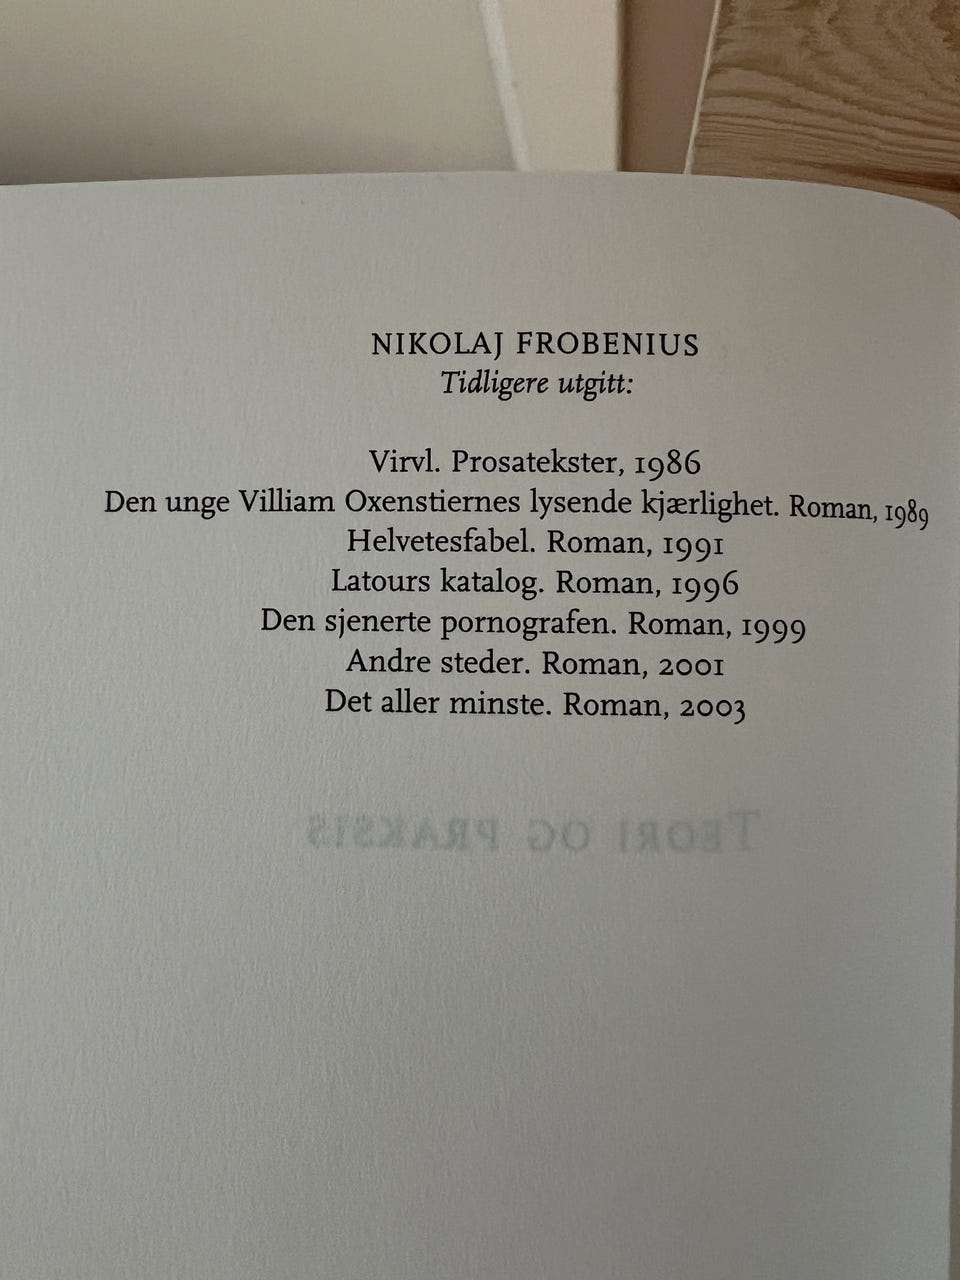 NIKOLAJ FROBENIUS
Tidligere utgitt:
Virvl. Prosatekster, 1986
Den unge Villiam Oxenstiernes lysende kjærlighet. Roman, 1989
Helvetesfabel. Roman, 1991
Latours katalog. Roman, 1996
Den sjenerte pornografen. Roman, 1999
Andre steder. Roman, 2001
Det aller minste. Roman, 2003
TEORI OG PRAKSIS